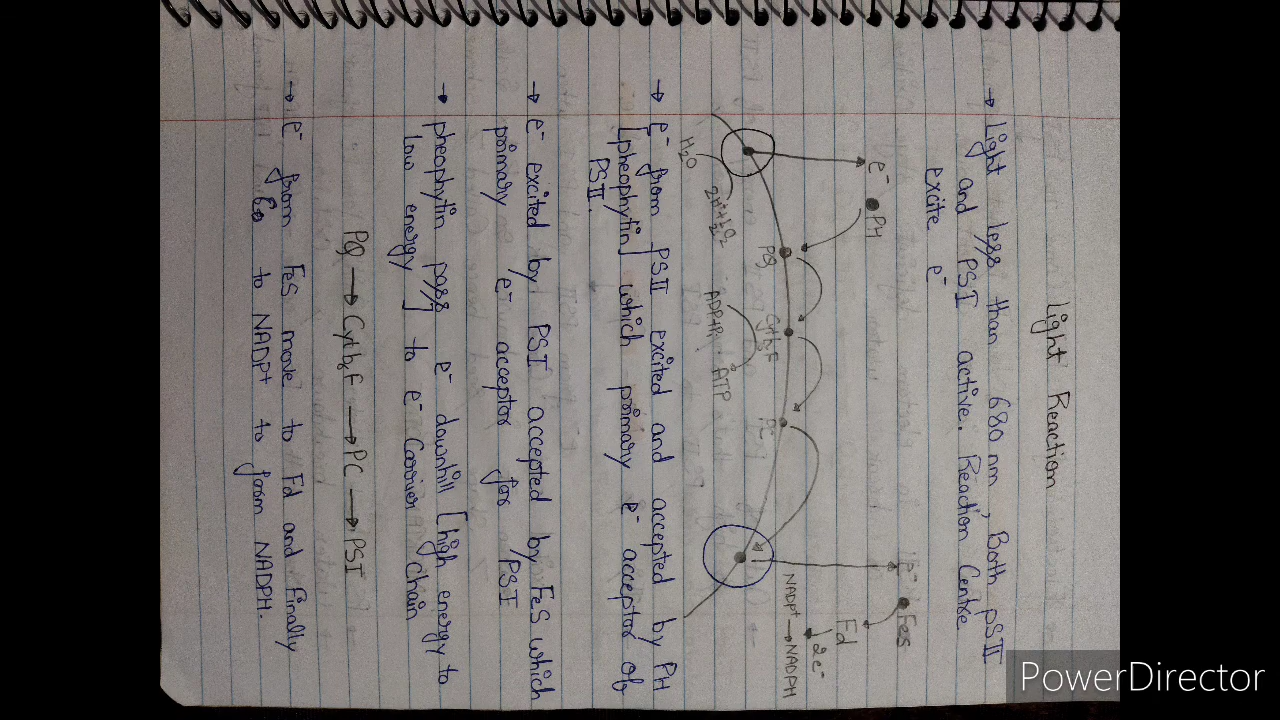 Light Reaction
→ Light less than 680 nm, Both PSII
and PSI active. Reaction Centre
excite e⁻
e⁻ PH
e⁻ Fes
Fd
2e⁻
NADP⁺ → NADPH
PQ Cytb₆F PC
H₂O 2H⁺+½O₂ ADP+Pi ATP
→ e⁻ from PSII excited and accepted by PH
[pheophytin] which primary e⁻ acceptor of
PSII.
→ e⁻ excited by PSI accepted by FeS which
primary e⁻ acceptor for PSI
→ pheophytin pass e⁻ downhill [high energy to
low energy] to e⁻ Carrier chain
PQ → Cytb₆F → PC → PSI
→ e⁻ from FeS move to Fd and finally
to NADP⁺ to form NADPH.
PowerDirector